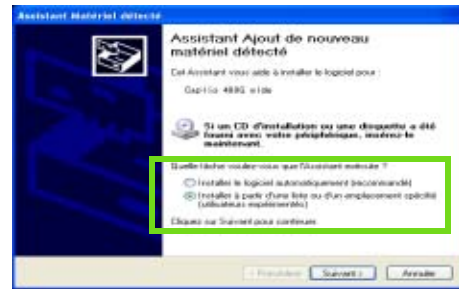 Assistant Matériel détecté
Assistant Ajout de nouveau
matériel détecté
Cet Assistant vous aide à installer le logiciel pour :
Caplio 400G wide
Si un CD d'installation ou une disquette a été
fourni avec votre périphérique, insérez-le
maintenant.
Quelle tâche voulez-vous que l'Assistant exécute ?
Installer le logiciel automatiquement (recommandé)
Installer à partir d'une liste ou d'un emplacement spécifié
(utilisateurs expérimentés)
Cliquez sur Suivant pour continuer.
< Précédent
Suivant >
Annuler